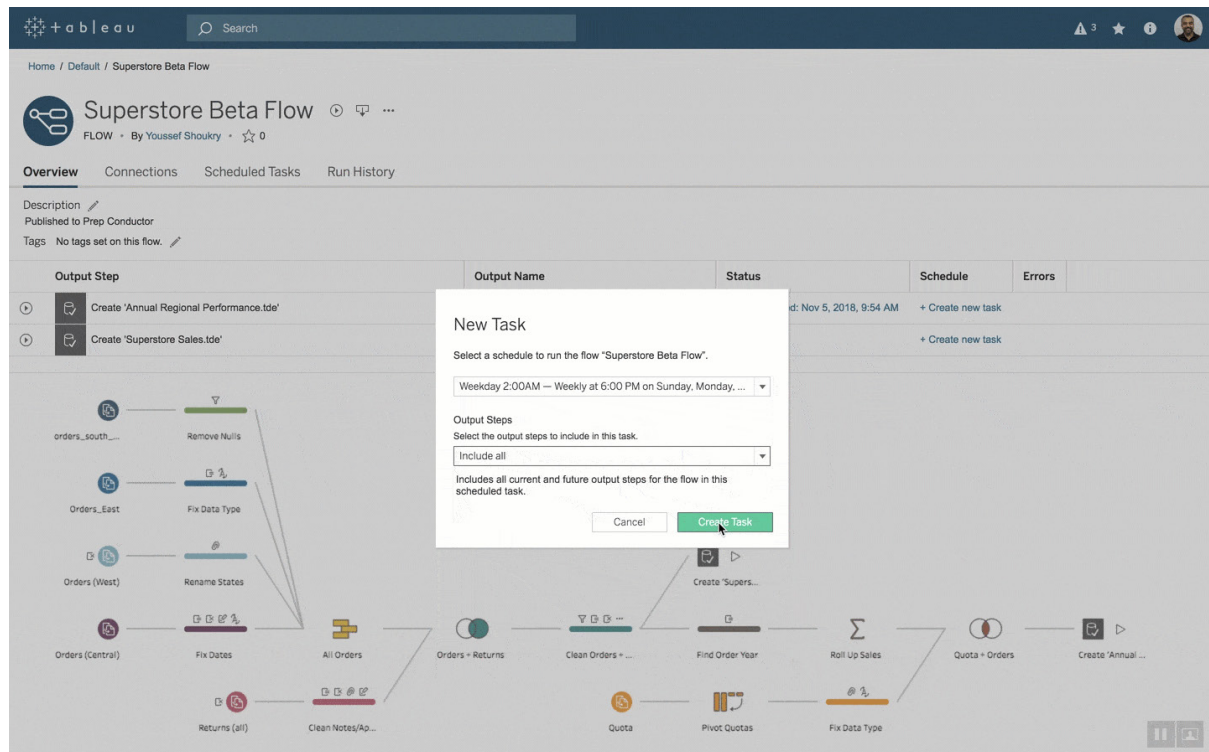 +ableau
Search
3
Home / Default / Superstore Beta Flow
Superstore Beta Flow
FLOW • By Youssef Shoukry • 0
Overview Connections Scheduled Tasks Run History
Description
Published to Prep Conductor
Tags No tags set on this flow.
Output Step Output Name Status Schedule Errors
Create 'Annual Regional Performance.tde' d: Nov 5, 2018, 9:54 AM + Create new task
Create 'Superstore Sales.tde' + Create new task
New Task
Select a schedule to run the flow “Superstore Beta Flow”.
Weekday 2:00AM — Weekly at 6:00 PM on Sunday, Monday, ...
Output Steps
Select the output steps to include in this task.
Include all
Includes all current and future output steps for the flow in this
scheduled task.
Cancel Create Task
orders_south_... Remove Nulls
Orders_East Fix Data Type
Orders (West) Rename States Create 'Supers...
Orders (Central) Fix Dates All Orders Orders + Returns Clean Orders + ... Find Order Year Roll Up Sales Quota + Orders Create 'Annual ...
Returns (all) Clean Notes/Ap... Quota Pivot Quotas Fix Data Type